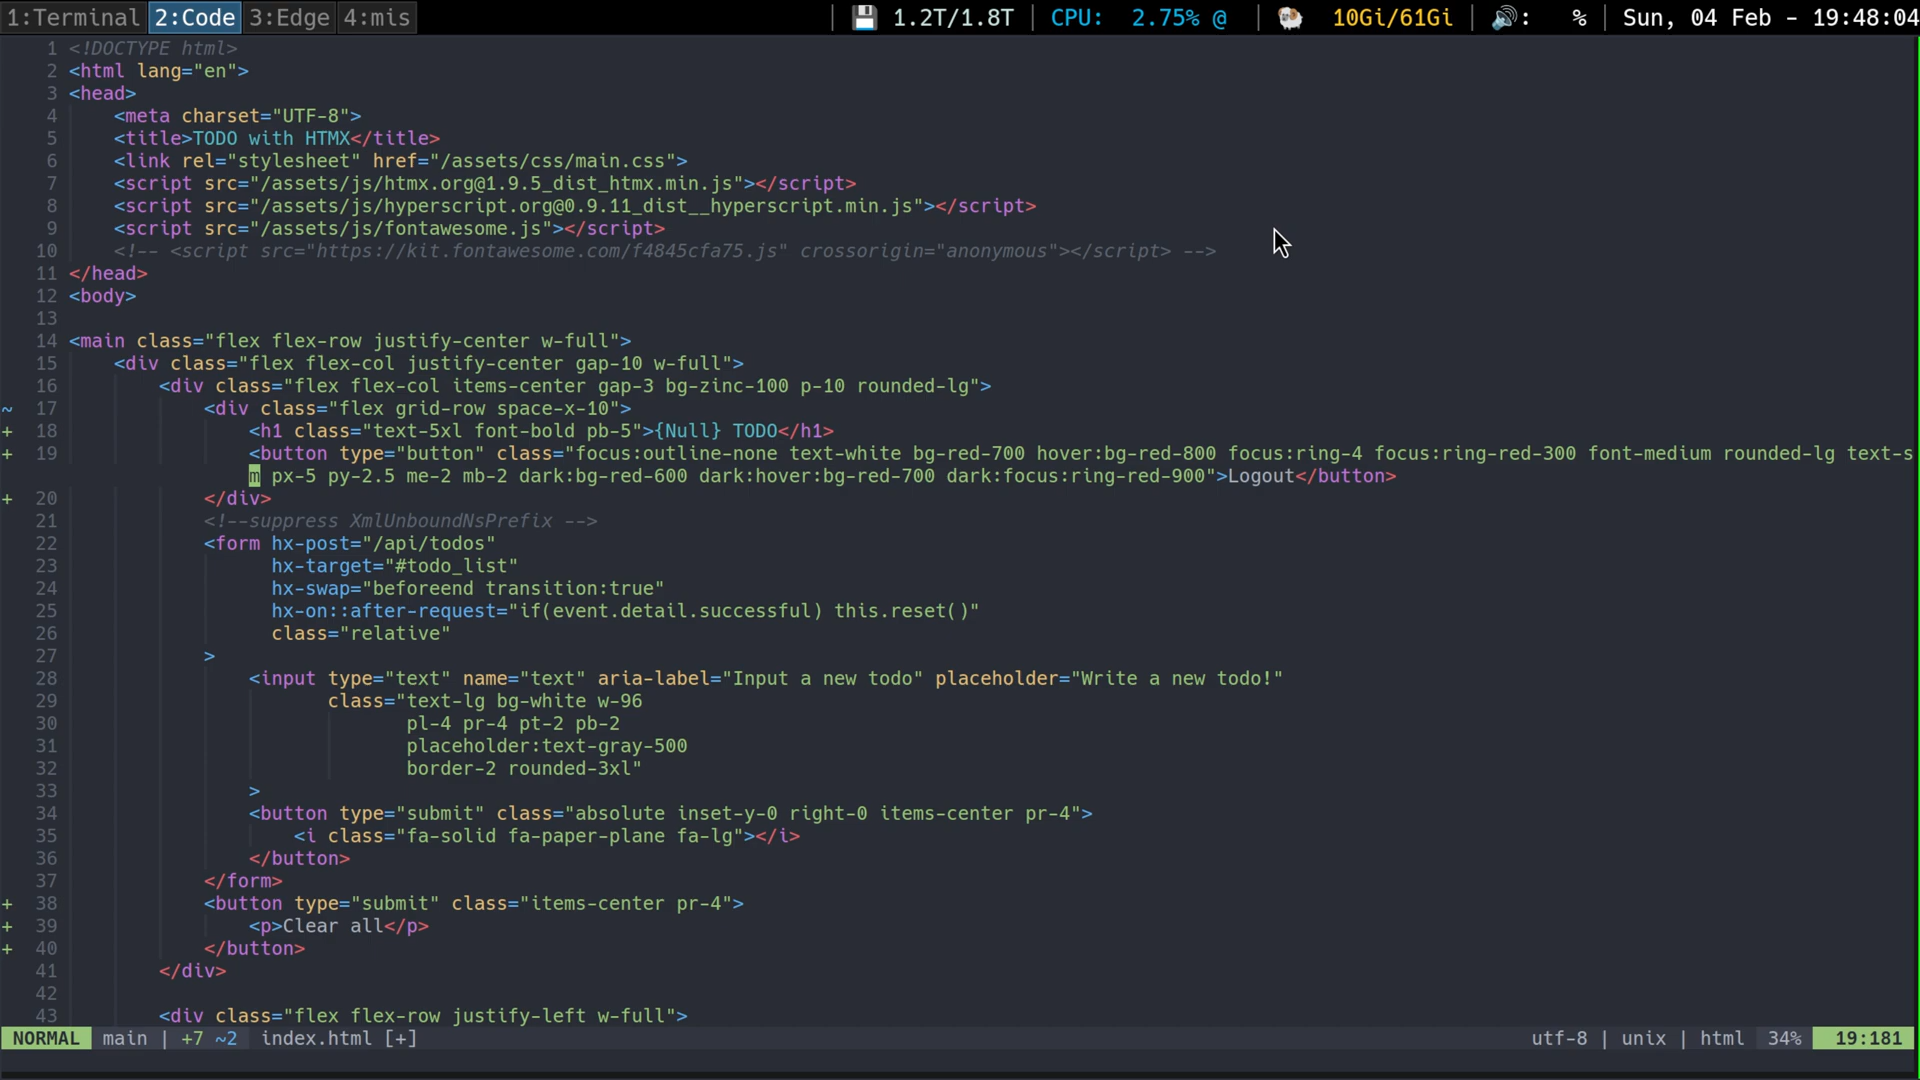 1:Terminal 2:Code 3:Edge 4:mis | 💾 1.2T/1.8T | CPU: 2.75% @ | 🐏 10Gi/61Gi | 🔊: % | Sun, 04 Feb - 19:48:04
1 <!DOCTYPE html>
2 <html lang="en">
3 <head>
4 <meta charset="UTF-8">
5 <title>TODO with HTMX</title>
6 <link rel="stylesheet" href="/assets/css/main.css">
7 <script src="/assets/js/htmx.org@1.9.5_dist_htmx.min.js"></script>
8 <script src="/assets/js/hyperscript.org@0.9.11_dist__hyperscript.min.js"></script>
9 <script src="/assets/js/fontawesome.js"></script>
10 <!-- <script src="https://kit.fontawesome.com/f4845cfa75.js" crossorigin="anonymous"></script> -->
11 </head>
12 <body>
13
14 <main class="flex flex-row justify-center w-full">
15 <div class="flex flex-col justify-center gap-10 w-full">
16 <div class="flex flex-col items-center gap-3 bg-zinc-100 p-10 rounded-lg">
~ 17 <div class="flex grid-row space-x-10">
+ 18 <h1 class="text-5xl font-bold pb-5">{Null} TODO</h1>
+ 19 <button type="button" class="focus:outline-none text-white bg-red-700 hover:bg-red-800 focus:ring-4 focus:ring-red-300 font-medium rounded-lg text-s
m px-5 py-2.5 me-2 mb-2 dark:bg-red-600 dark:hover:bg-red-700 dark:focus:ring-red-900">Logout</button>
+ 20 </div>
21 <!--suppress XmlUnboundNsPrefix -->
22 <form hx-post="/api/todos"
23 hx-target="#todo_list"
24 hx-swap="beforeend transition:true"
25 hx-on::after-request="if(event.detail.successful) this.reset()"
26 class="relative"
27 >
28 <input type="text" name="text" aria-label="Input a new todo" placeholder="Write a new todo!"
29 class="text-lg bg-white w-96
30 pl-4 pr-4 pt-2 pb-2
31 placeholder:text-gray-500
32 border-2 rounded-3xl"
33 >
34 <button type="submit" class="absolute inset-y-0 right-0 items-center pr-4">
35 <i class="fa-solid fa-paper-plane fa-lg"></i>
36 </button>
37 </form>
+ 38 <button type="submit" class="items-center pr-4">
+ 39 <p>Clear all</p>
+ 40 </button>
41 </div>
42
43 <div class="flex flex-row justify-left w-full">
NORMAL main | +7 ~2 index.html [+] utf-8 | unix | html 34% 19:181